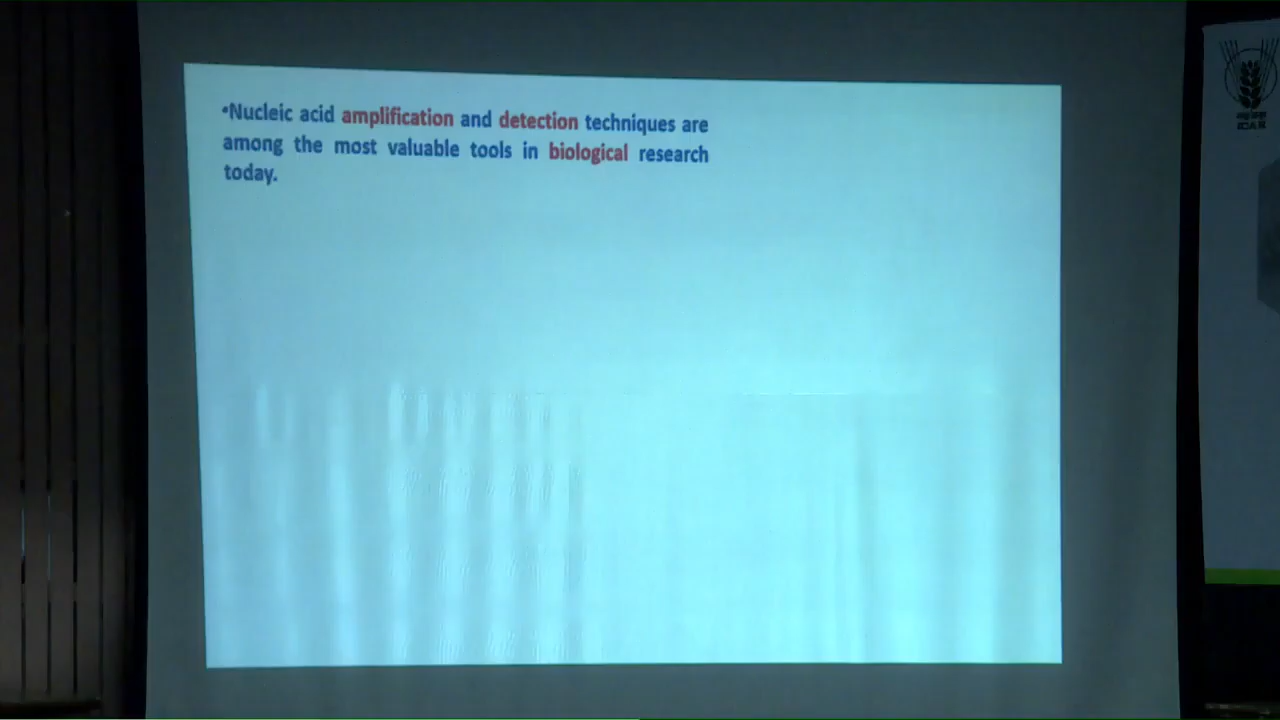 •Nucleic acid amplification and detection techniques are
among the most valuable tools in biological research
today.
ICAR